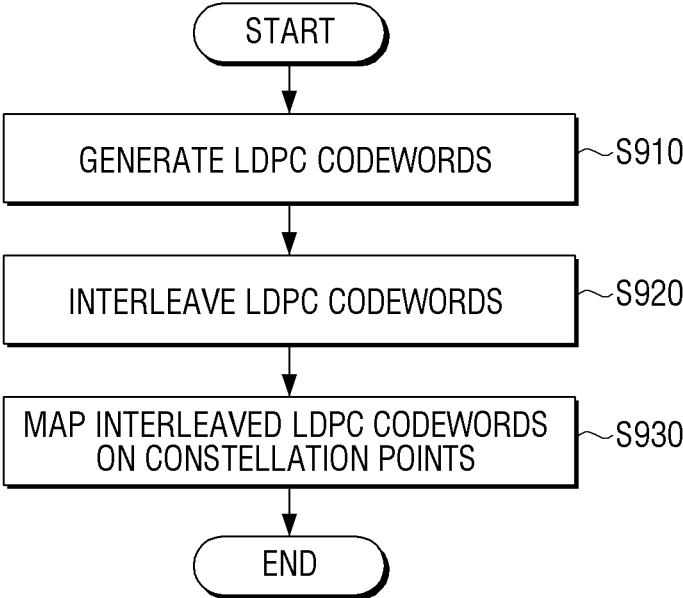 START
GENERATE LDPC CODEWORDS
S910
INTERLEAVE LDPC CODEWORDS
S920
MAP INTERLEAVED LDPC CODEWORDS
ON CONSTELLATION POINTS
S930
END